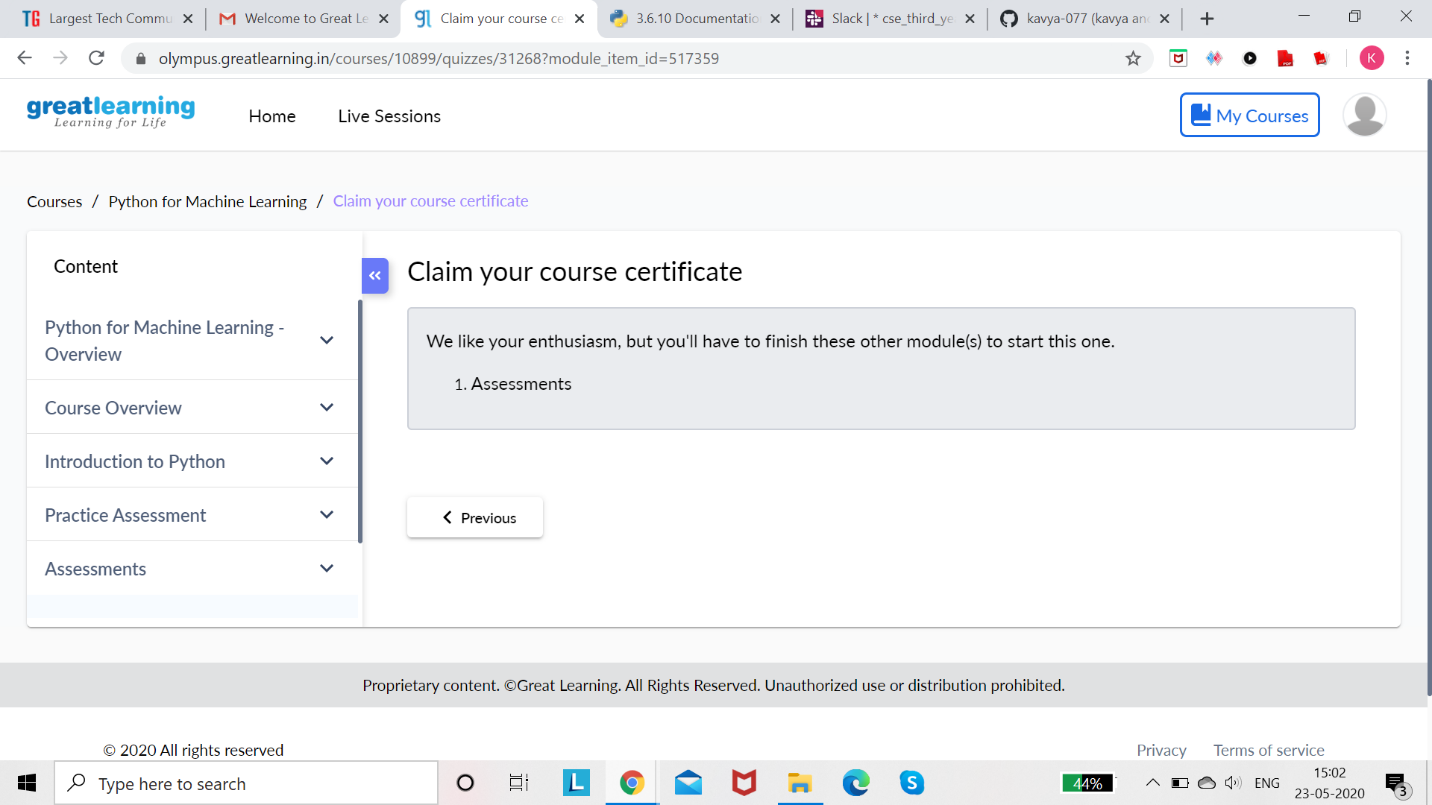 TG Largest Tech Commu
Welcome to Great Le
gl Claim your course ce
3.6.10 Documentatio
Slack | * cse_third_ye
kavya-077 (kavya an
olympus.greatlearning.in/courses/10899/quizzes/31268?module_item_id=517359
K
greatlearning
Learning for Life
Home
Live Sessions
My Courses
Courses / Python for Machine Learning / Claim your course certificate
Content
Python for Machine Learning -
Overview
Course Overview
Introduction to Python
Practice Assessment
Assessments
«
Claim your course certificate
We like your enthusiasm, but you'll have to finish these other module(s) to start this one.
1. Assessments
Previous
Proprietary content. ©Great Learning. All Rights Reserved. Unauthorized use or distribution prohibited.
© 2020 All rights reserved
Privacy
Terms of service
Type here to search
L
S
44%
ENG
15:02
23-05-2020
3